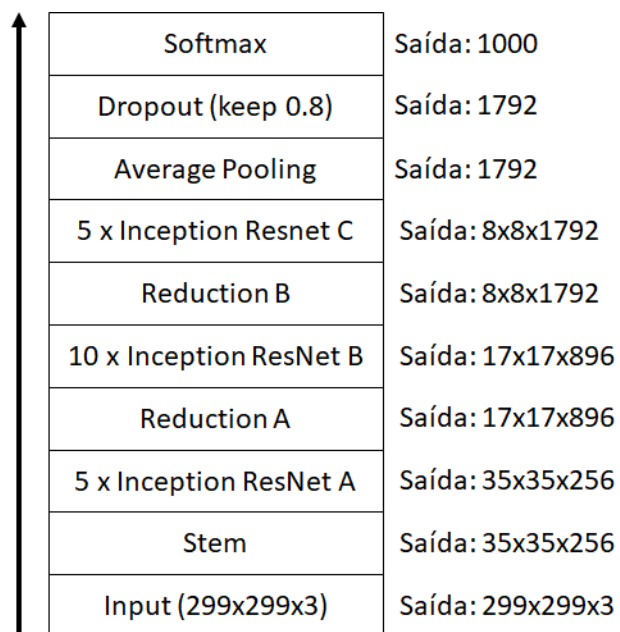 Softmax Saída: 1000
Dropout (keep 0.8) Saída: 1792
Average Pooling Saída: 1792
5 x Inception Resnet C Saída: 8x8x1792
Reduction B Saída: 8x8x1792
10 x Inception ResNet B Saída: 17x17x896
Reduction A Saída: 17x17x896
5 x Inception ResNet A Saída: 35x35x256
Stem Saída: 35x35x256
Input (299x299x3) Saída: 299x299x3